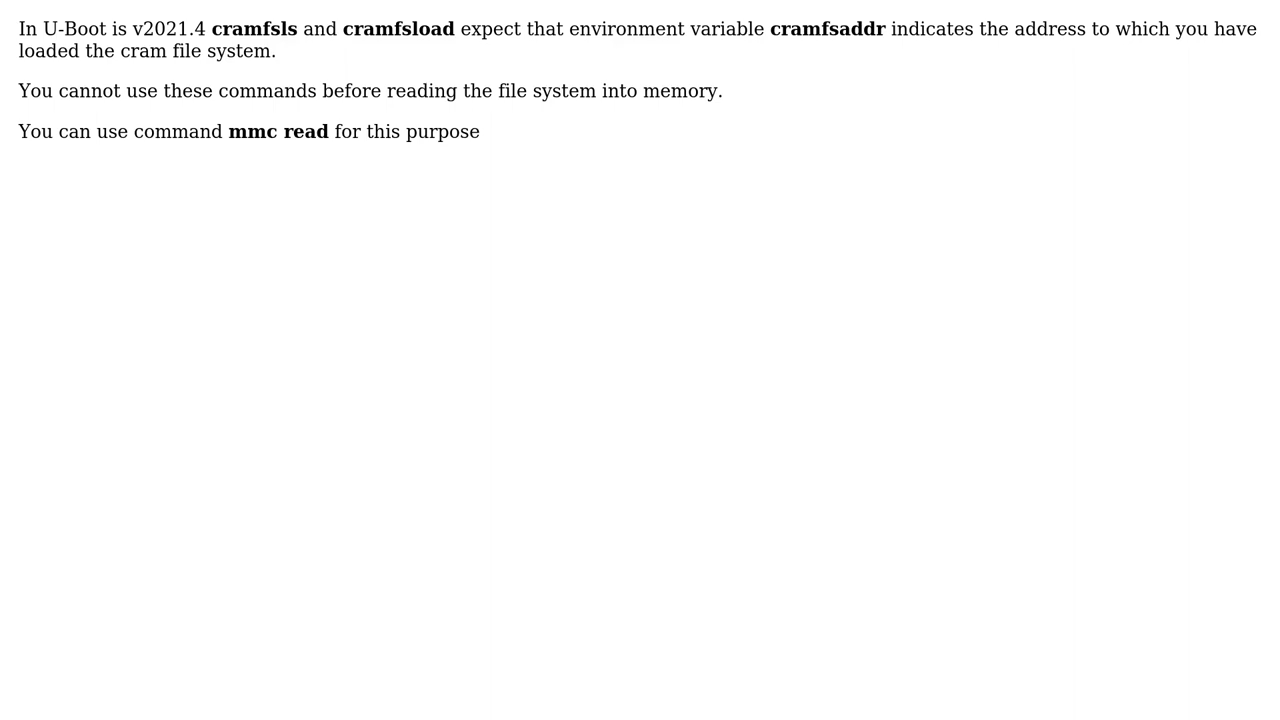 In U-Boot is v2021.4 cramfsls and cramfsload expect that environment variable cramfsaddr indicates the address to which you have
loaded the cram file system.
You cannot use these commands before reading the file system into memory.
You can use command mmc read for this purpose